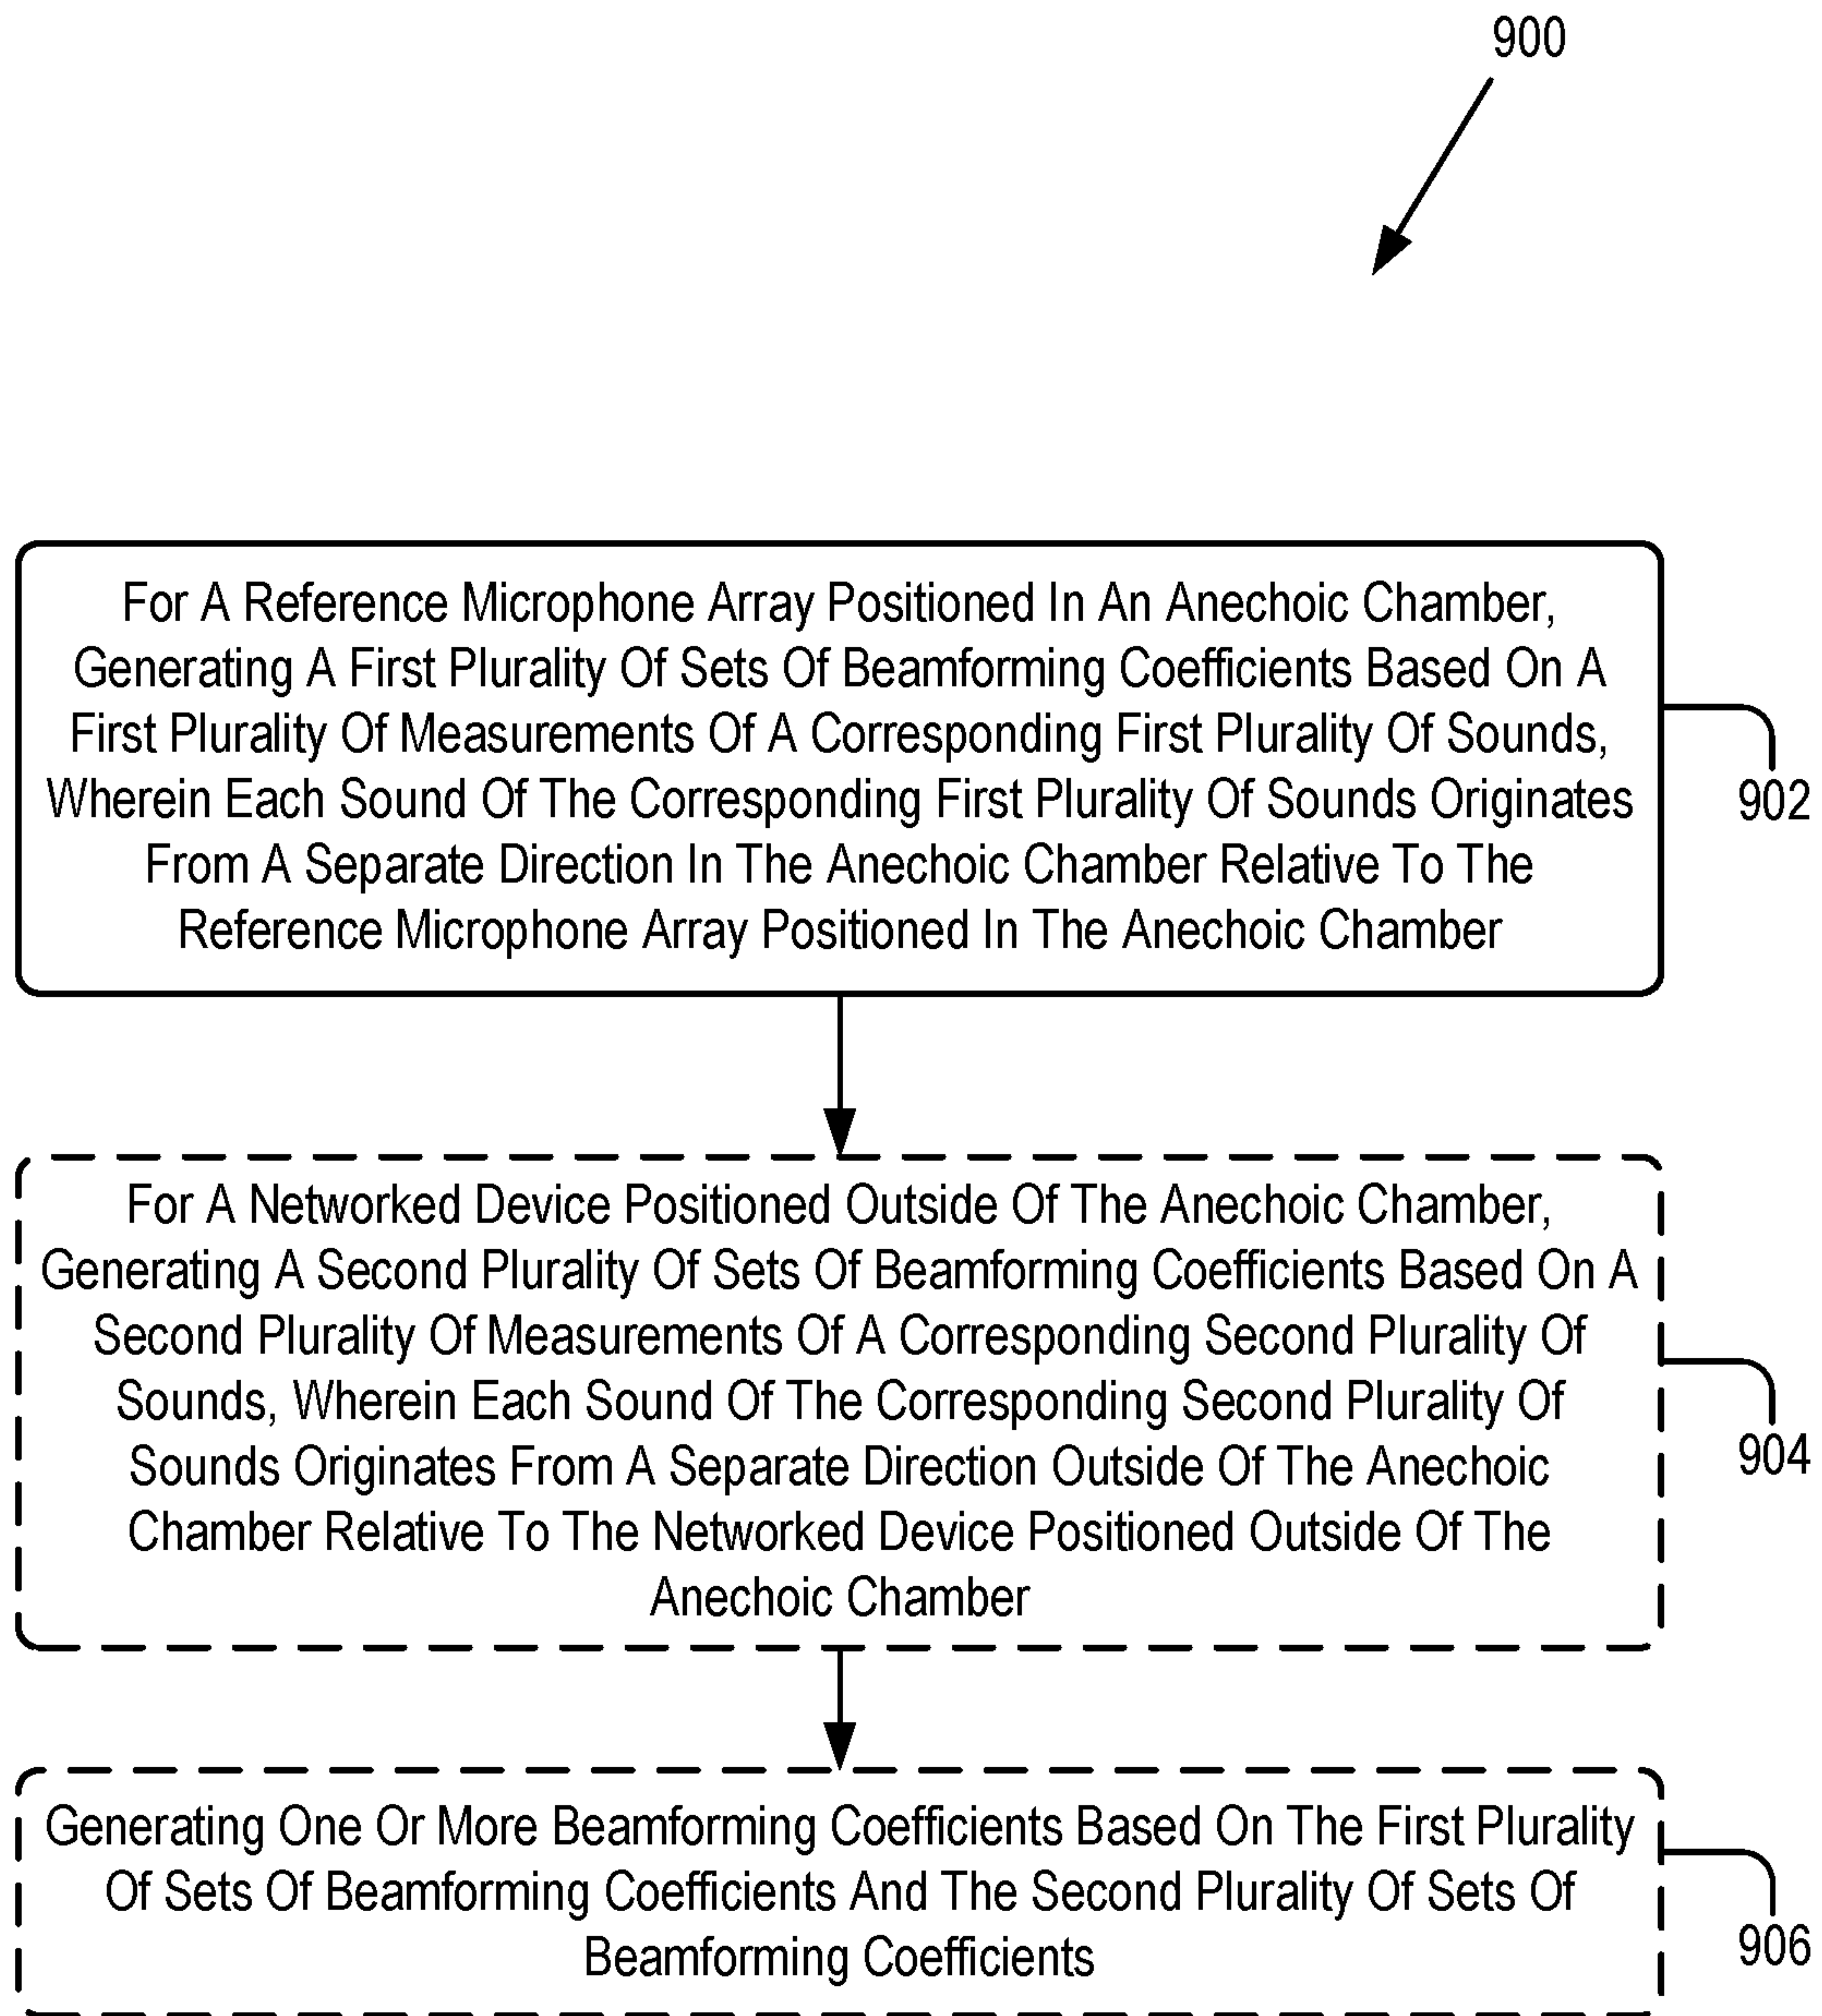 900
For A Reference Microphone Array Positioned In An Anechoic Chamber,
Generating A First Plurality Of Sets Of Beamforming Coefficients Based On A
First Plurality Of Measurements Of A Corresponding First Plurality Of Sounds,
Wherein Each Sound Of The Corresponding First Plurality Of Sounds Originates
From A Separate Direction In The Anechoic Chamber Relative To The
Reference Microphone Array Positioned In The Anechoic Chamber
902
For A Networked Device Positioned Outside Of The Anechoic Chamber,
Generating A Second Plurality Of Sets Of Beamforming Coefficients Based On A
Second Plurality Of Measurements Of A Corresponding Second Plurality Of
Sounds, Wherein Each Sound Of The Corresponding Second Plurality Of
Sounds Originates From A Separate Direction Outside Of The Anechoic
Chamber Relative To The Networked Device Positioned Outside Of The
Anechoic Chamber
904
Generating One Or More Beamforming Coefficients Based On The First Plurality
Of Sets Of Beamforming Coefficients And The Second Plurality Of Sets Of
Beamforming Coefficients
906